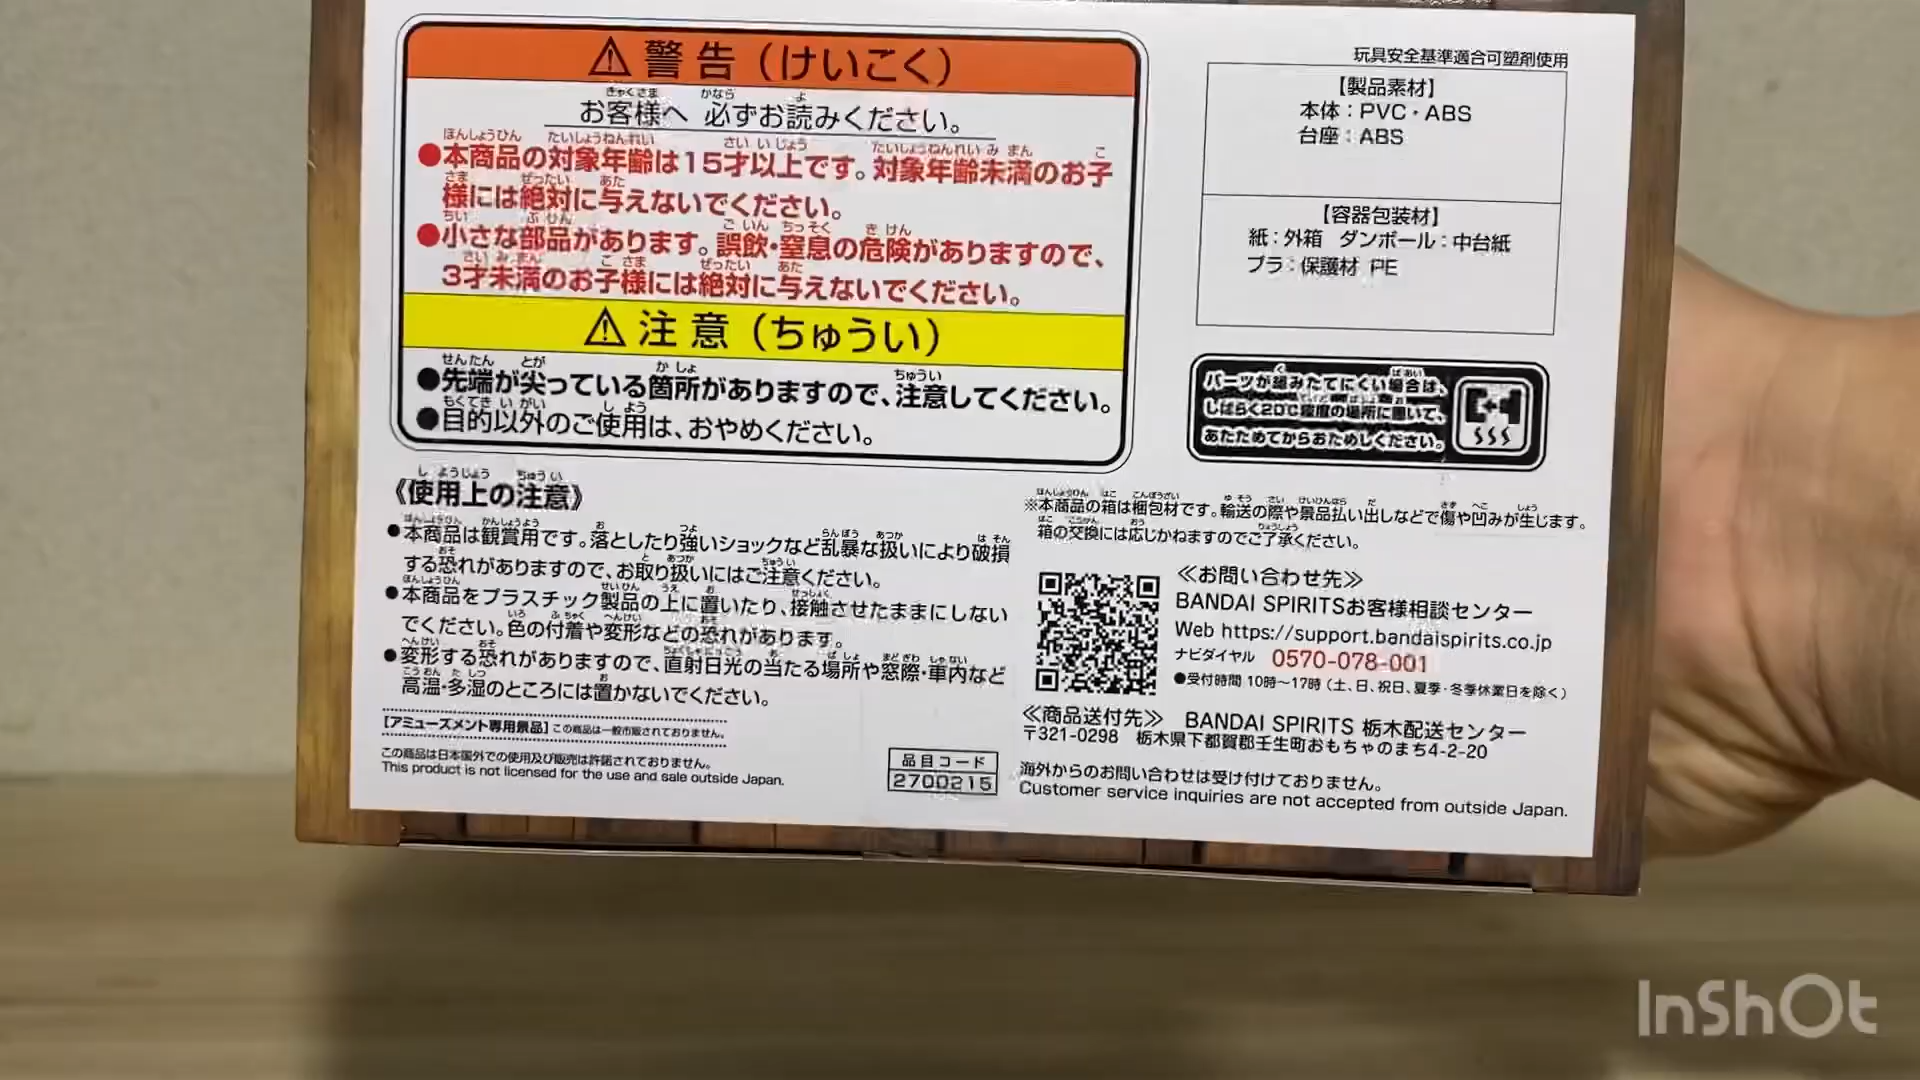 警告（けいこく）
お客様へ 必ずお読みください。
●本商品の対象年齢は15才以上です。対象年齢未満のお子
様には絶対に与えないでください。
●小さな部品があります。誤飲・窒息の危険がありますので、
3才未満のお子様には絶対に与えないでください。
注意（ちゅうい）
●先端が尖っている箇所がありますので、注意してください。
●目的以外のご使用は、おやめください。
《使用上の注意》
●本商品は観賞用です。落としたり強いショックなど乱暴な扱いにより破損
する恐れがありますので、お取り扱いにはご注意ください。
●本商品をプラスチック製品の上に置いたり、接触させたままにしない
でください。色の付着や変形などの恐れがあります。
●変形する恐れがありますので、直射日光の当たる場所や窓際・車内など
高温・多湿のところには置かないでください。
【アミューズメント専用景品】この商品は一般市販されておりません。
この商品は日本国外での使用及び販売は許諾されておりません。
This product is not licensed for the use and sale outside Japan.
品目コード
2700215
玩具安全基準適合可塑剤使用
【製品素材】
本体：PVC・ABS
台座：ABS
【容器包装材】
紙：外箱 ダンボール：中台紙
プラ：保護材 PE
パーツが組みたてにくい場合は、
しばらく20℃程度の場所に置いて、
あたためてからおためしください。
※本商品の箱は梱包材です。輸送の際や景品払い出しなどで傷や凹みが生じます。
箱の交換には応じかねますのでご了承ください。
≪お問い合わせ先≫
BANDAI SPIRITSお客様相談センター
Web https://support.bandaispirits.co.jp
ナビダイヤル 0570-078-001
●受付時間 10時～17時（土、日、祝日、夏季・冬季休業日を除く）
≪商品送付先≫ BANDAI SPIRITS 栃木配送センター
〒321-0298 栃木県下都賀郡壬生町おもちゃのまち4-2-20
海外からのお問い合わせは受け付けておりません。
Customer service inquiries are not accepted from outside Japan.
InShOt